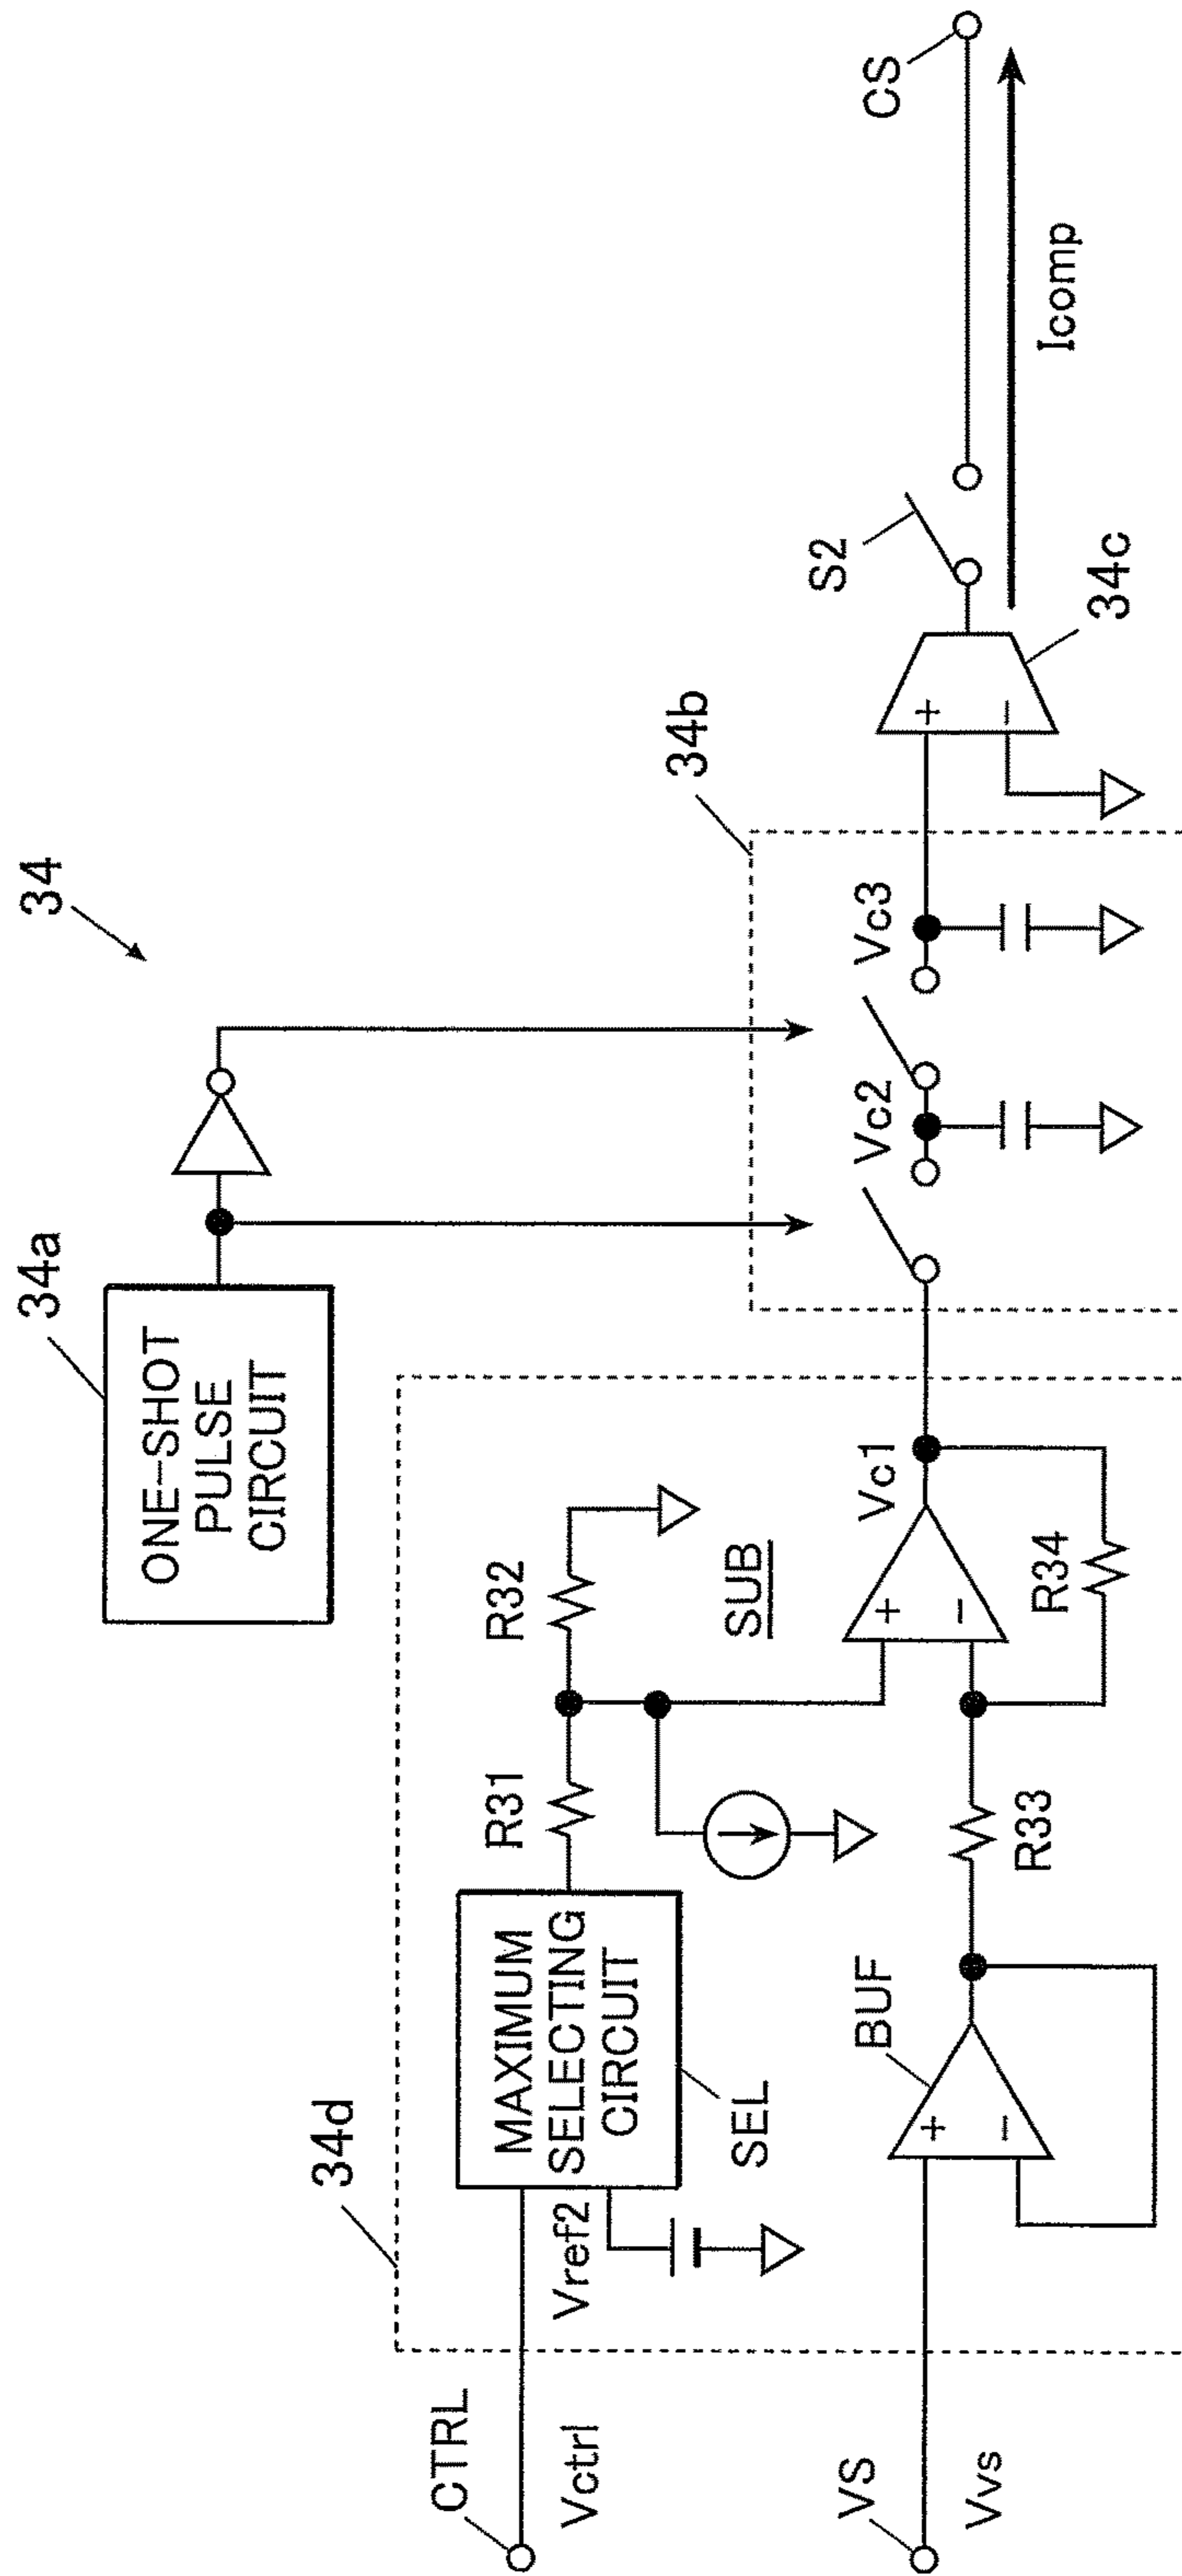 34
34a
ONE-SHOT
PULSE
CIRCUIT
34d
34b
CTRL
Vctrl
MAXIMUM
SELECTING
CIRCUIT
Vref2
SEL
R31
R32
SUB
+
−
Vc1
R34
R33
BUF
+
−
VS
Vvs
Vc2
Vc3
+
−
34c
S2
CS
Icomp